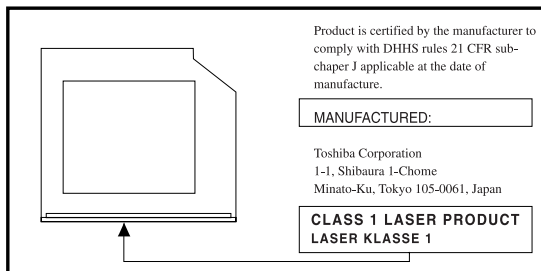 Product is certified by the manufacturer to
comply with DHHS rules 21 CFR sub-
chaper J applicable at the date of
manufacture.
MANUFACTURED:
Toshiba Corporation
1-1, Shibaura 1-Chome
Minato-Ku, Tokyo 105-0061, Japan
CLASS 1 LASER PRODUCT
LASER KLASSE 1